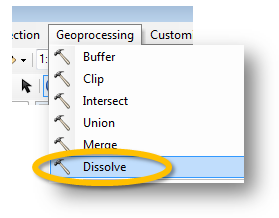 ection Geoprocessing Custom
1:
Buffer
Clip
Intersect
Union
Merge
Dissolve